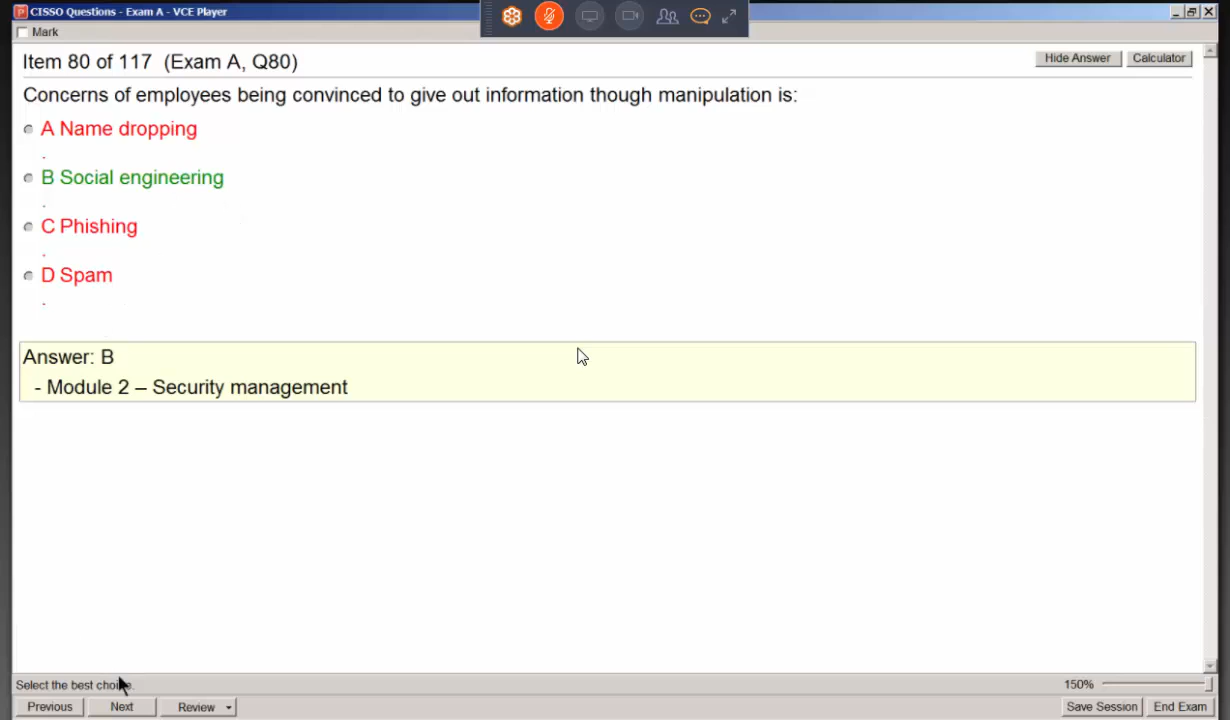 CISSO Questions - Exam A - VCE Player
Mark
Item 80 of 117 (Exam A, Q80)
Hide Answer
Calculator
Concerns of employees being convinced to give out information though manipulation is:
A Name dropping
.
B Social engineering
.
C Phishing
.
D Spam
.
Answer: B
- Module 2 – Security management
Select the best choice.
150%
Previous
Next
Review
Save Session
End Exam